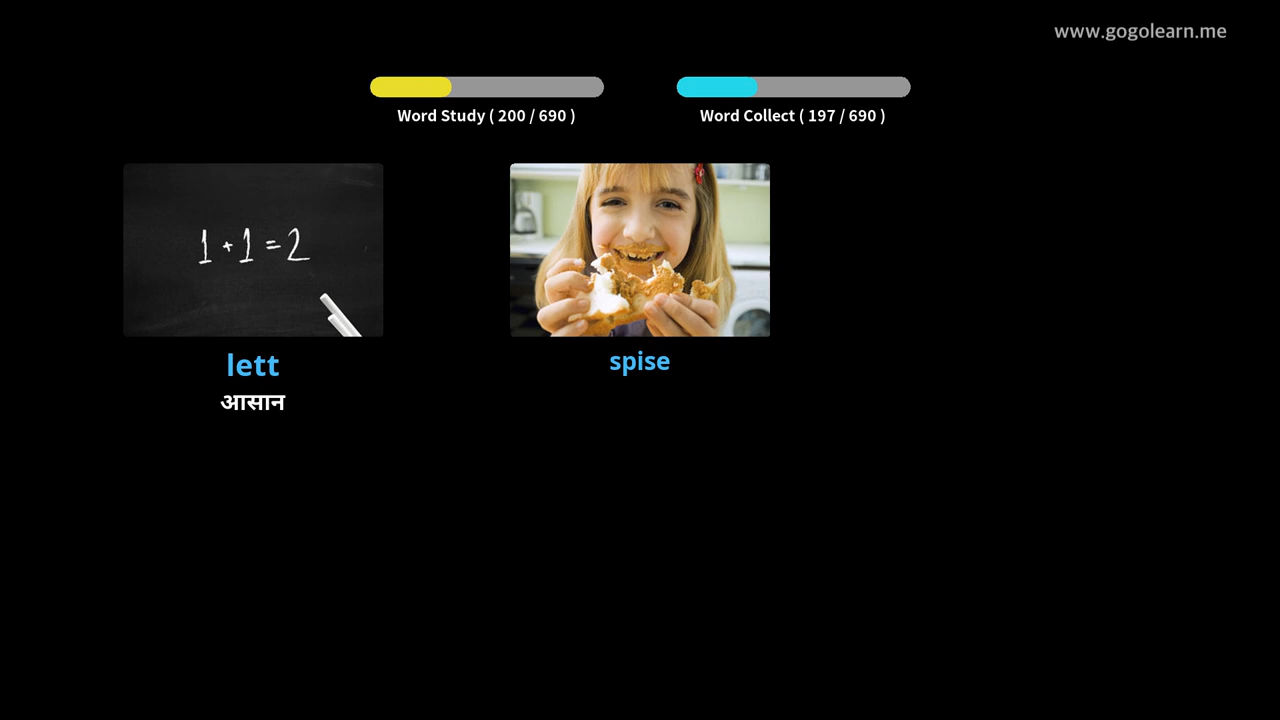 www.gogolearn.me
Word Study ( 200 / 690 )
Word Collect ( 197 / 690 )
1 + 1 = 2
lett
आसान
spise